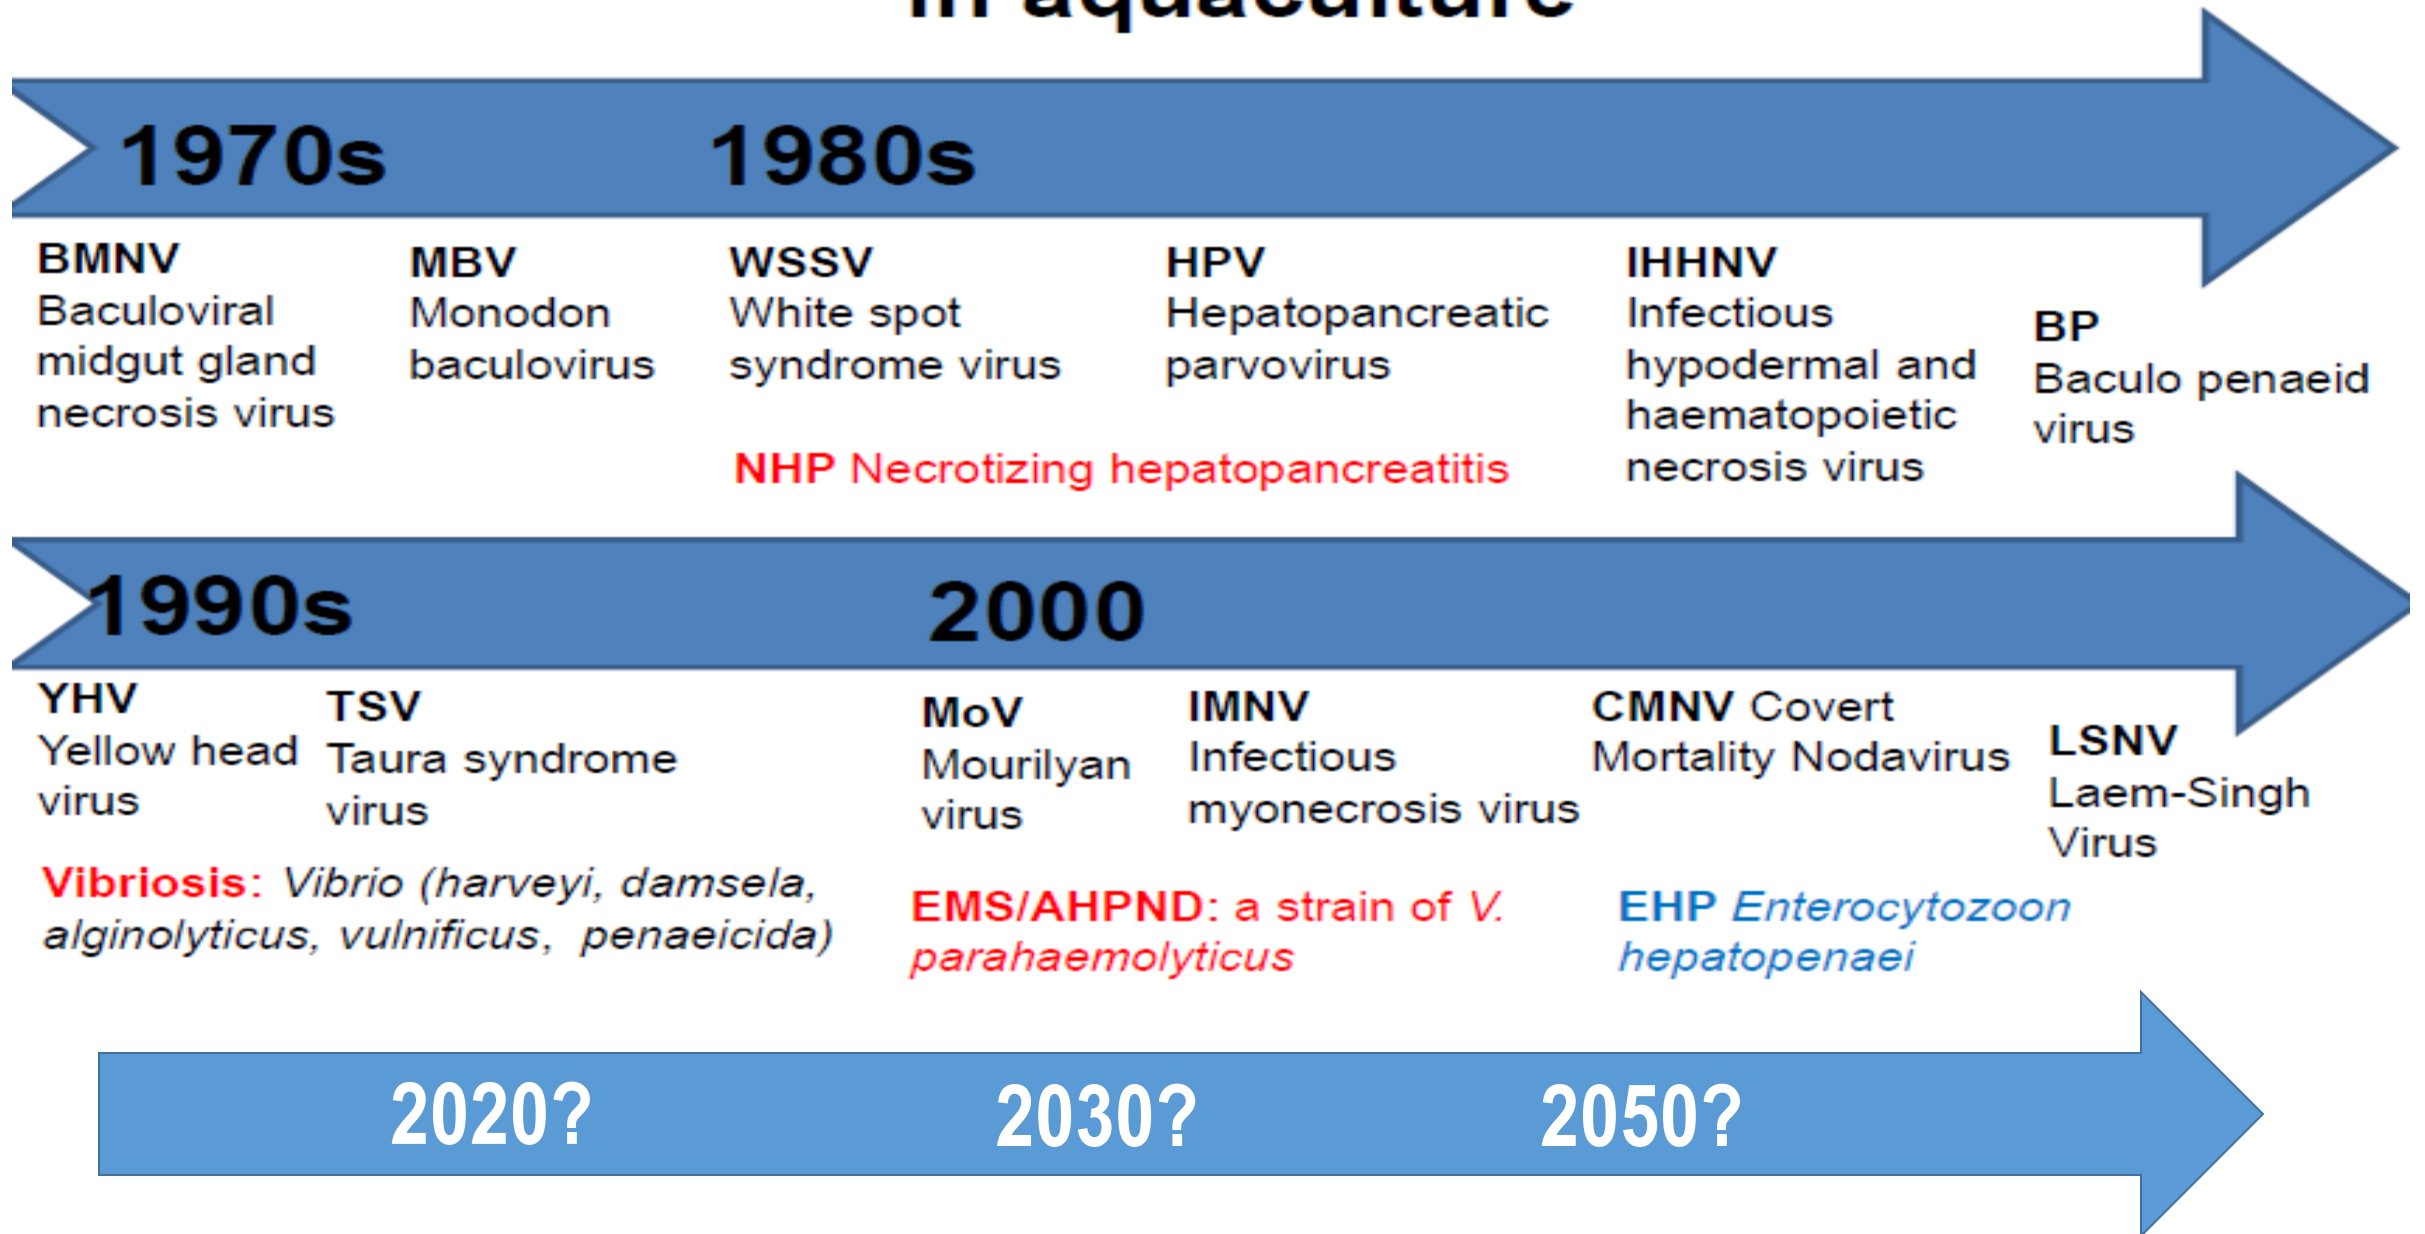 in aquaculture
1970s
1980s
BMNV
Baculoviral
midgut gland
necrosis virus
MBV
Monodon
baculovirus
WSSV
White spot
syndrome virus
HPV
Hepatopancreatic
parvovirus
IHHNV
Infectious
hypodermal and
haematopoietic
necrosis virus
BP
Baculo penaeid
virus
NHP Necrotizing hepatopancreatitis
1990s
2000
YHV
Yellow head
virus
TSV
Taura syndrome
virus
MoV
Mourilyan
virus
IMNV
Infectious
myonecrosis virus
CMNV Covert
Mortality Nodavirus
LSNV
Laem-Singh
Virus
Vibriosis: Vibrio (harveyi, damsela,
alginolyticus, vulnificus, penaeicida)
EMS/AHPND: a strain of V.
parahaemolyticus
EHP Enterocytozoon
hepatopenaei
2020?
2030?
2050?